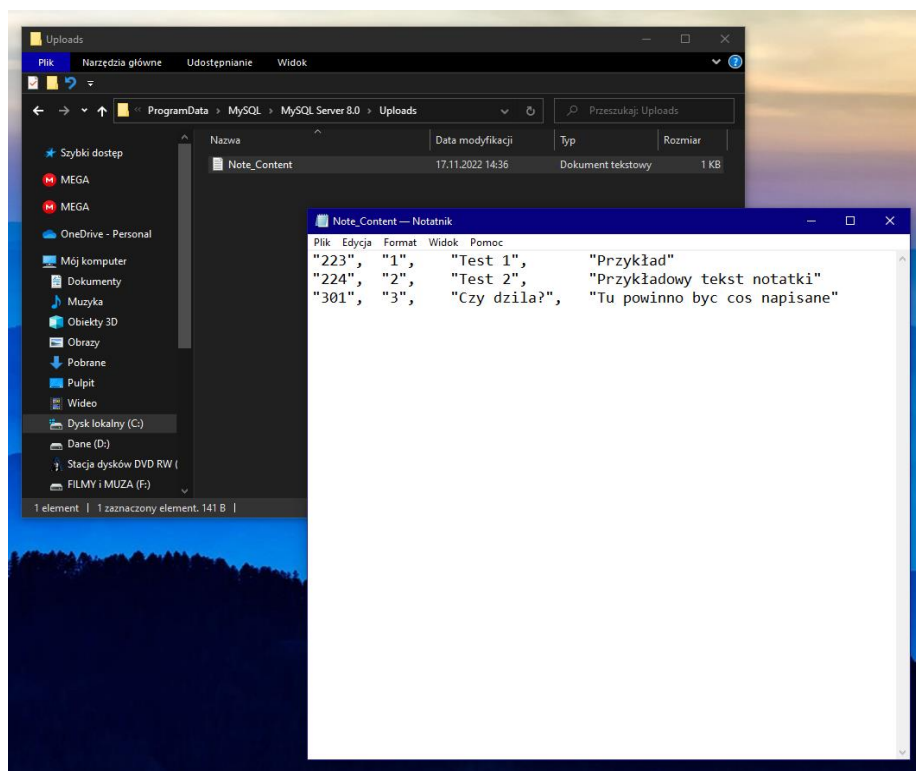 Uploads
Plik Narzędzia główne Udostępnianie Widok
ProgramData > MySQL > MySQL Server 8.0 > Uploads
Przeszukaj: Uploads
Nazwa Data modyfikacji Typ Rozmiar
Note_Content 17.11.2022 14:36 Dokument tekstowy 1 KB
Szybki dostęp
MEGA
MEGA
OneDrive - Personal
Mój komputer
Dokumenty
Muzyka
Obiekty 3D
Obrazy
Pobrane
Pulpit
Wideo
Dysk lokalny (C:)
Dane (D:)
Stacja dysków DVD RW (
FILMY i MUZA (F:)
1 element | 1 zaznaczony element. 141 B |
Note_Content — Notatnik
Plik Edycja Format Widok Pomoc
"223", "1", "Test 1", "Przykład"
"224", "2", "Test 2", "Przykładowy tekst notatki"
"301", "3", "Czy dzila?", "Tu powinno byc cos napisane"